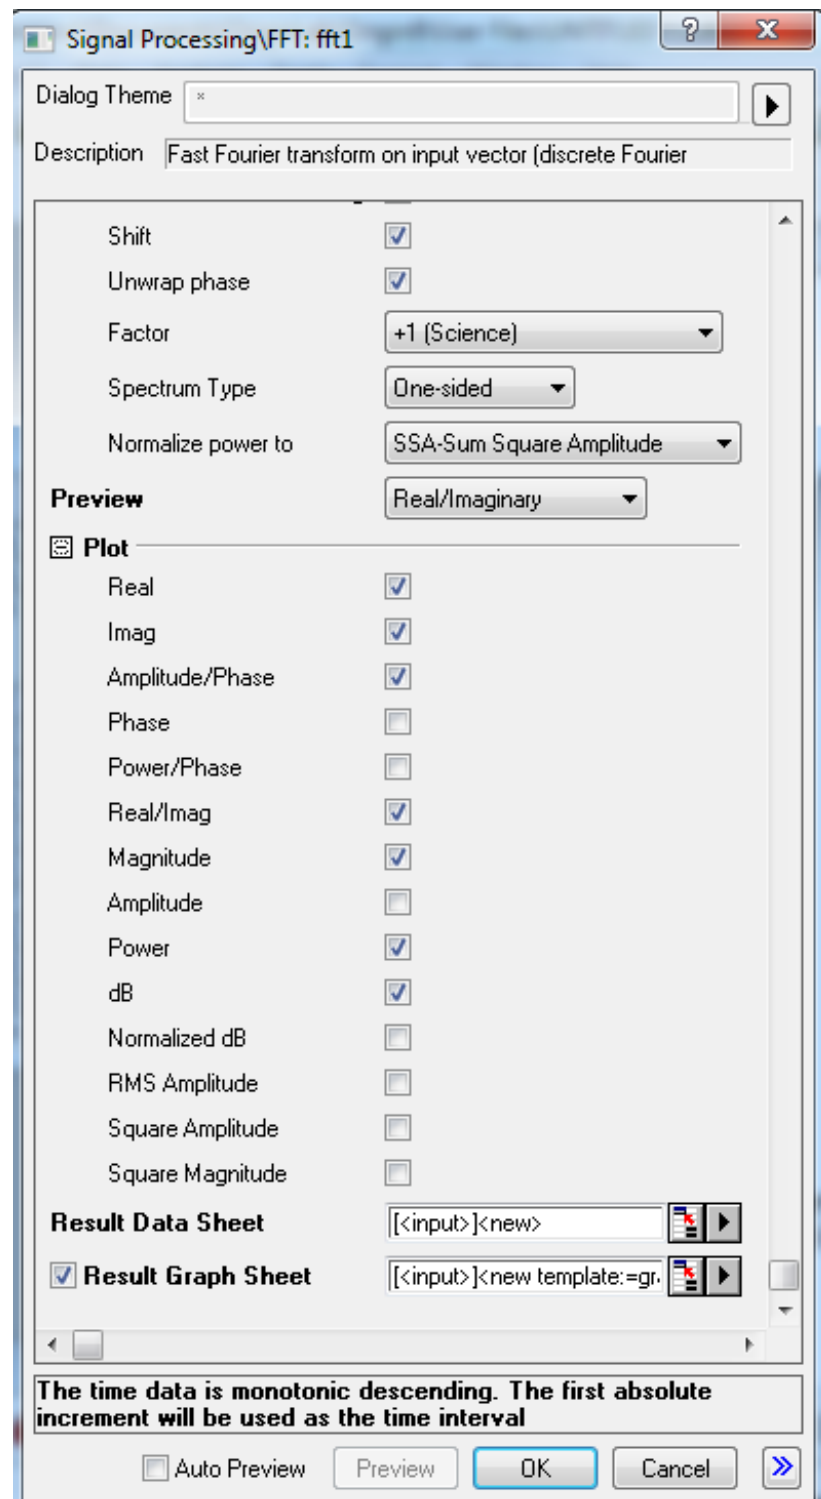 Signal Processing\FFT: fft1
Dialog Theme *
Description Fast Fourier transform on input vector (discrete Fourier
Shift
Unwrap phase
Factor +1 (Science)
Spectrum Type One-sided
Normalize power to SSA-Sum Square Amplitude
Preview Real/Imaginary
Plot
Real
Imag
Amplitude/Phase
Phase
Power/Phase
Real/Imag
Magnitude
Amplitude
Power
dB
Normalized dB
RMS Amplitude
Square Amplitude
Square Magnitude
Result Data Sheet [<input>]<new>
Result Graph Sheet [<input>]<new template:=gr
The time data is monotonic descending. The first absolute
increment will be used as the time interval
Auto Preview Preview OK Cancel